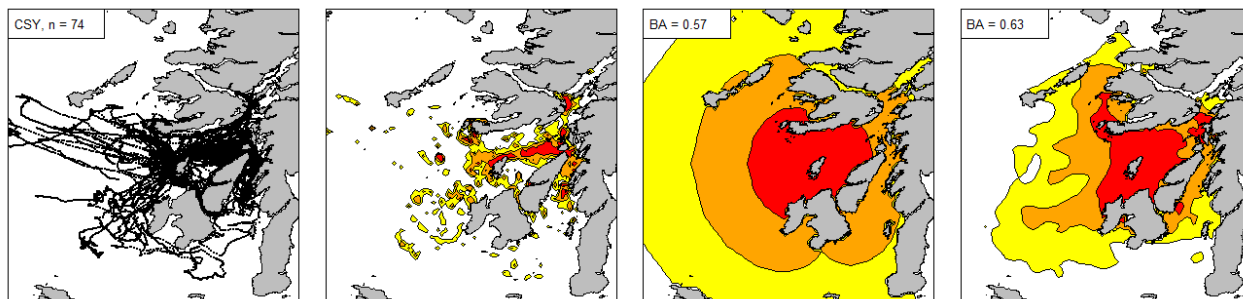 CSY, n = 74
BA = 0.57
BA = 0.63